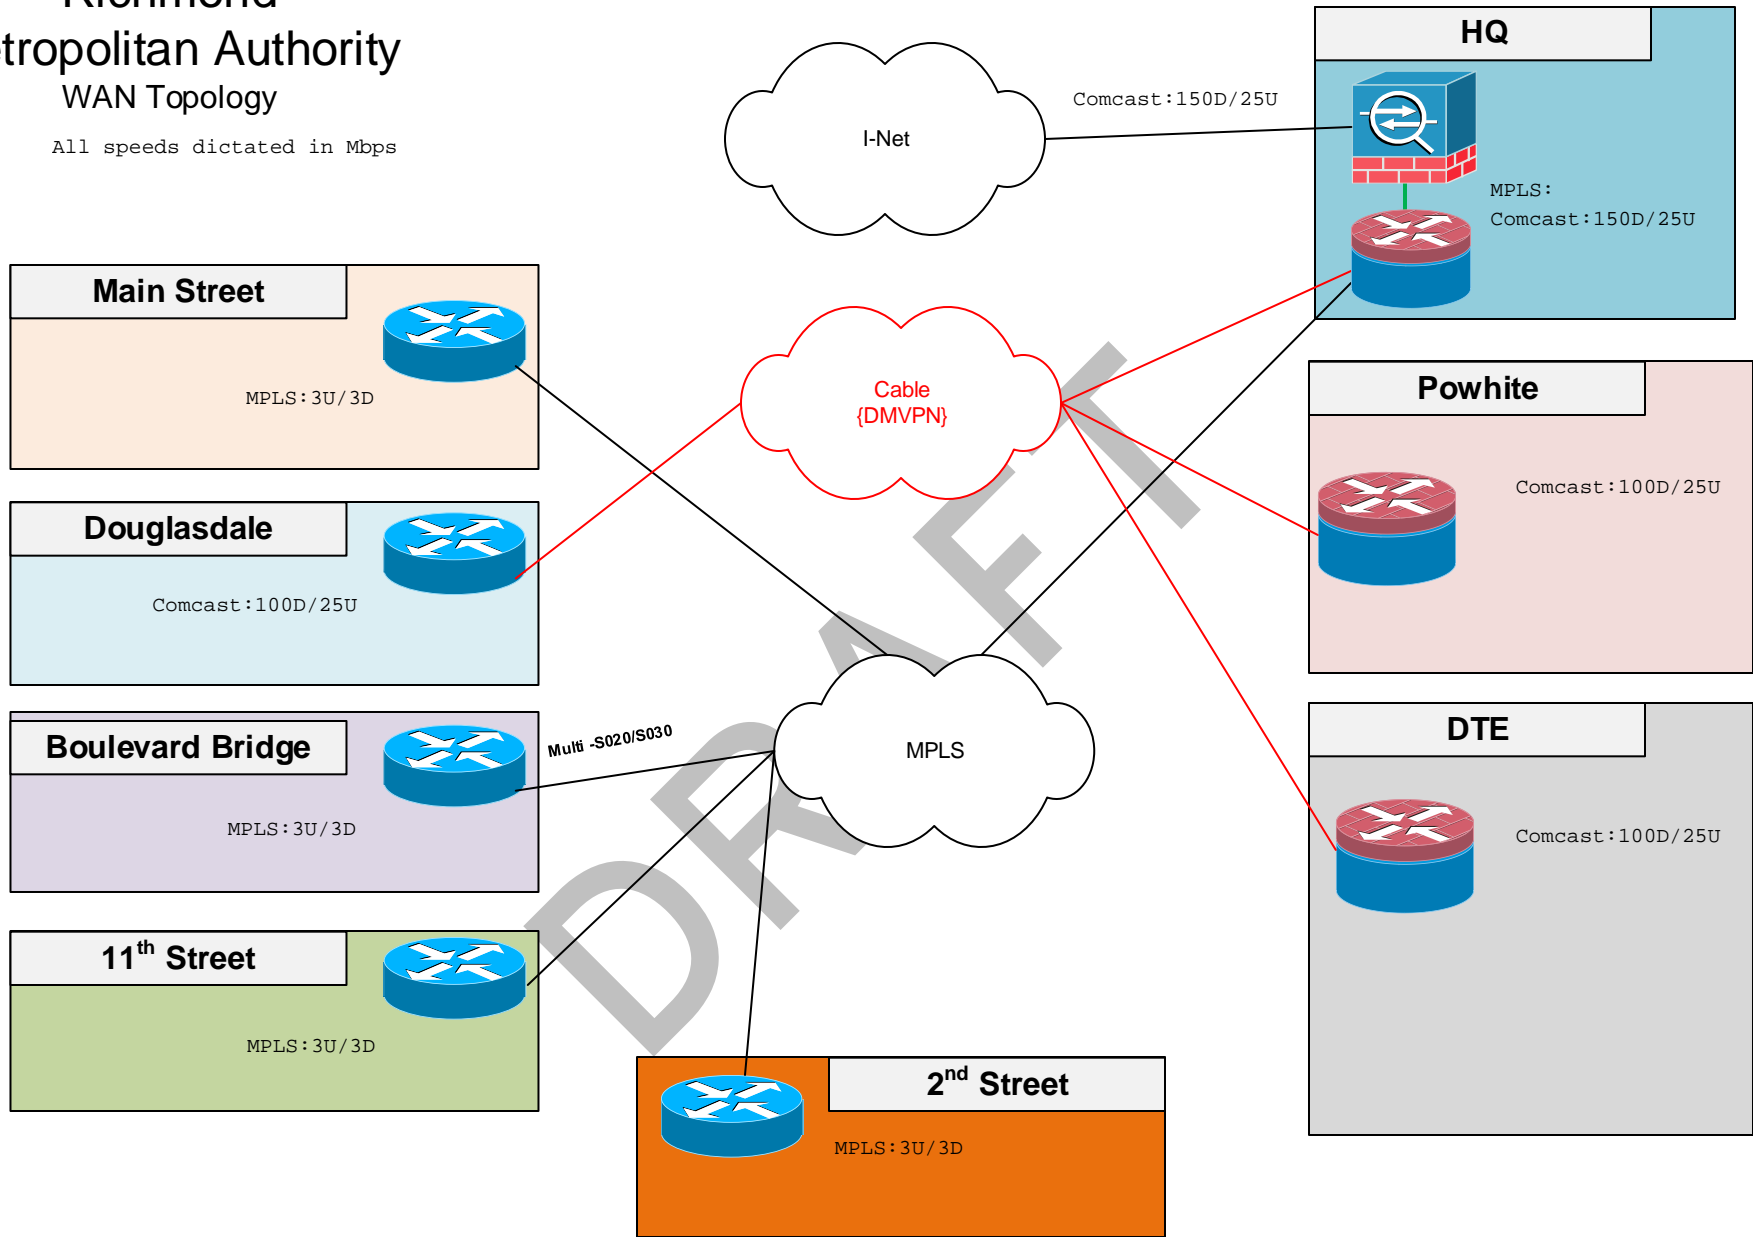 Richmond
etropolitan Authority
WAN Topology
All speeds dictated in Mbps
I-Net
Comcast:150D/25U
HQ
MPLS:
Comcast:150D/25U
Main Street
MPLS:3U/3D
Cable
{DMVPN}
Powhite
Comcast:100D/25U
Douglasdale
Comcast:100D/25U
Boulevard Bridge
MPLS:3U/3D
Multi -S020/S030
MPLS
DTE
Comcast:100D/25U
11th Street
MPLS:3U/3D
2nd Street
MPLS:3U/3D
DRAFT